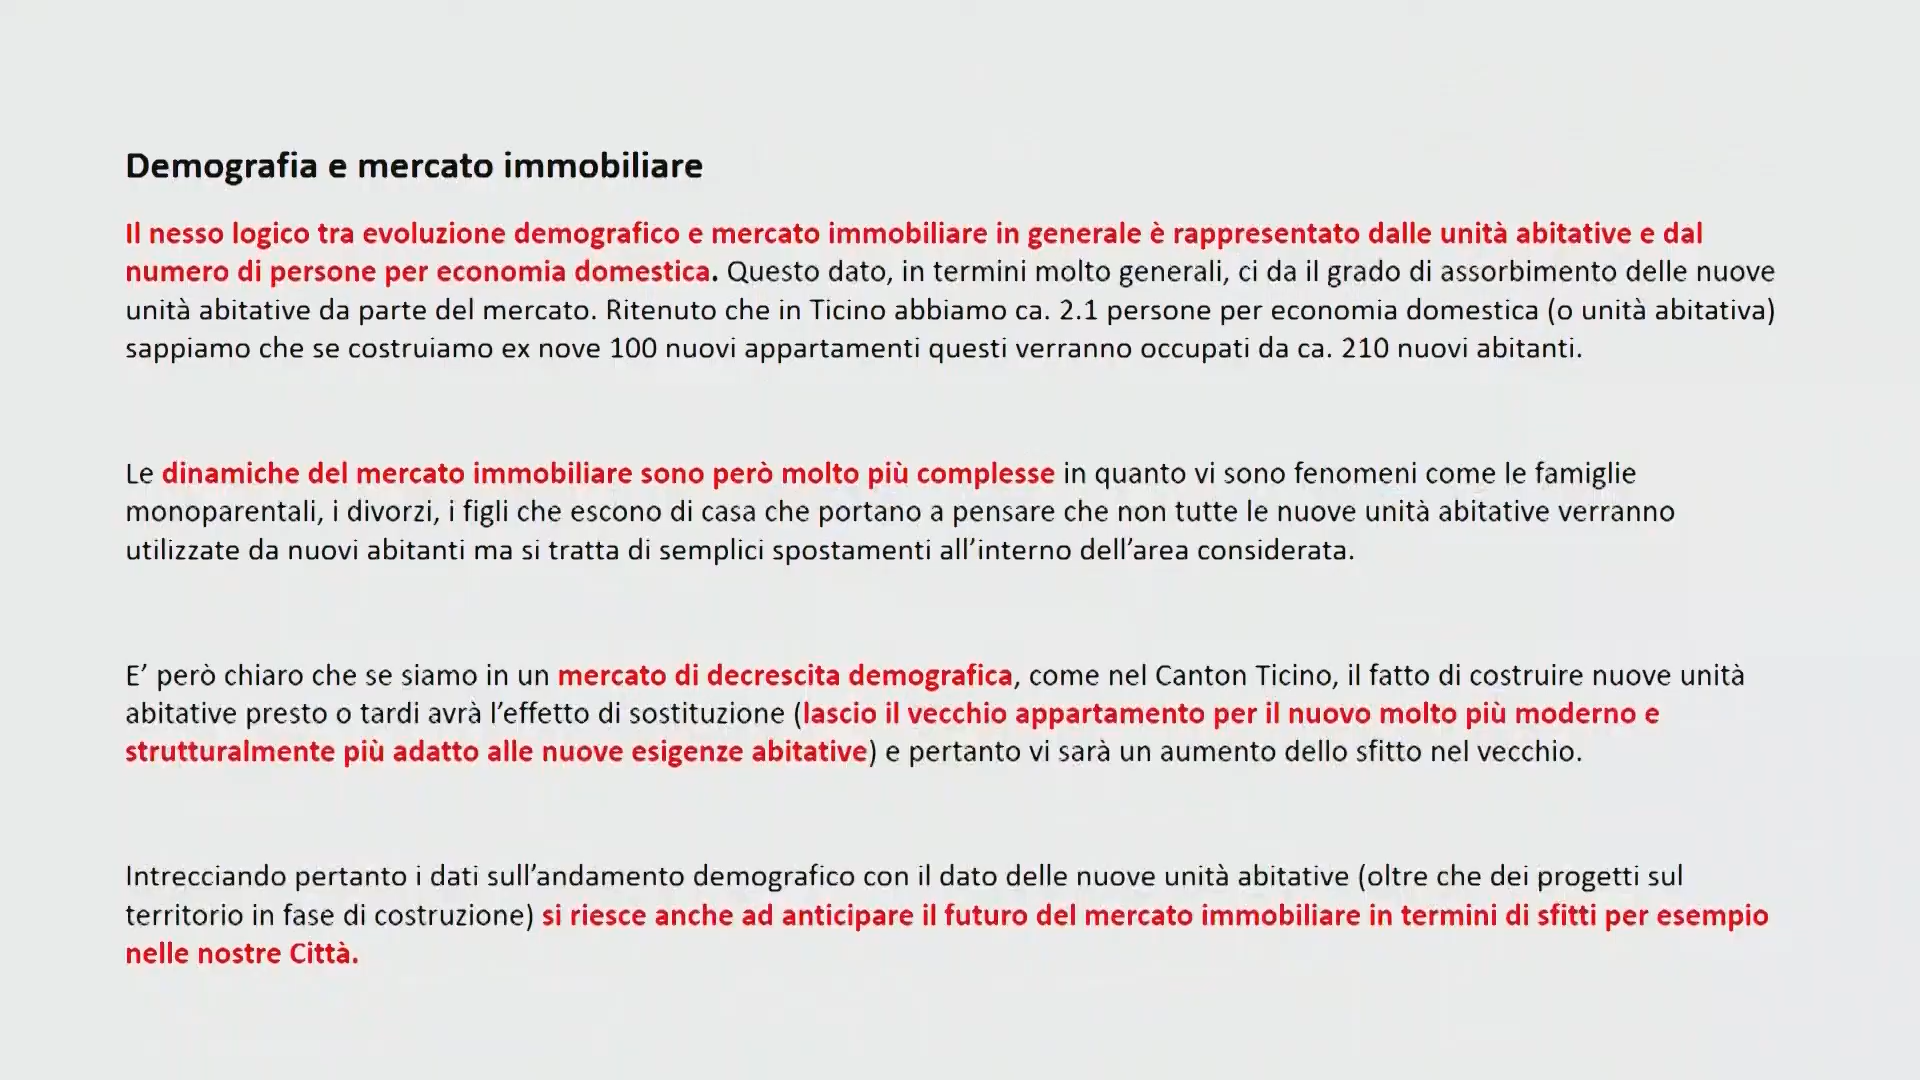 Demografia e mercato immobiliare
Il nesso logico tra evoluzione demografico e mercato immobiliare in generale è rappresentato dalle unità abitative e dal
numero di persone per economia domestica. Questo dato, in termini molto generali, ci da il grado di assorbimento delle nuove
unità abitative da parte del mercato. Ritenuto che in Ticino abbiamo ca. 2.1 persone per economia domestica (o unità abitativa)
sappiamo che se costruiamo ex nove 100 nuovi appartamenti questi verranno occupati da ca. 210 nuovi abitanti.
Le dinamiche del mercato immobiliare sono però molto più complesse in quanto vi sono fenomeni come le famiglie
monoparentali, i divorzi, i figli che escono di casa che portano a pensare che non tutte le nuove unità abitative verranno
utilizzate da nuovi abitanti ma si tratta di semplici spostamenti all'interno dell'area considerata.
E' però chiaro che se siamo in un mercato di decrescita demografica, come nel Canton Ticino, il fatto di costruire nuove unità
abitative presto o tardi avrà l'effetto di sostituzione (lascio il vecchio appartamento per il nuovo molto più moderno e
strutturalmente più adatto alle nuove esigenze abitative) e pertanto vi sarà un aumento dello sfitto nel vecchio.
Intrecciando pertanto i dati sull'andamento demografico con il dato delle nuove unità abitative (oltre che dei progetti sul
territorio in fase di costruzione) si riesce anche ad anticipare il futuro del mercato immobiliare in termini di sfitti per esempio
nelle nostre Città.